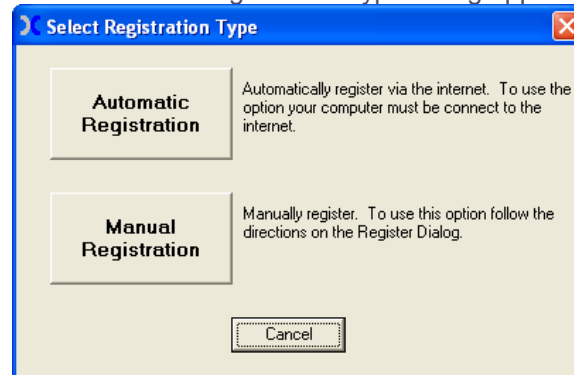 Select Registration Type
Automatic
Registration
Automatically register via the internet. To use the
option your computer must be connect to the
internet.
Manual
Registration
Manually register. To use this option follow the
directions on the Register Dialog.
Cancel